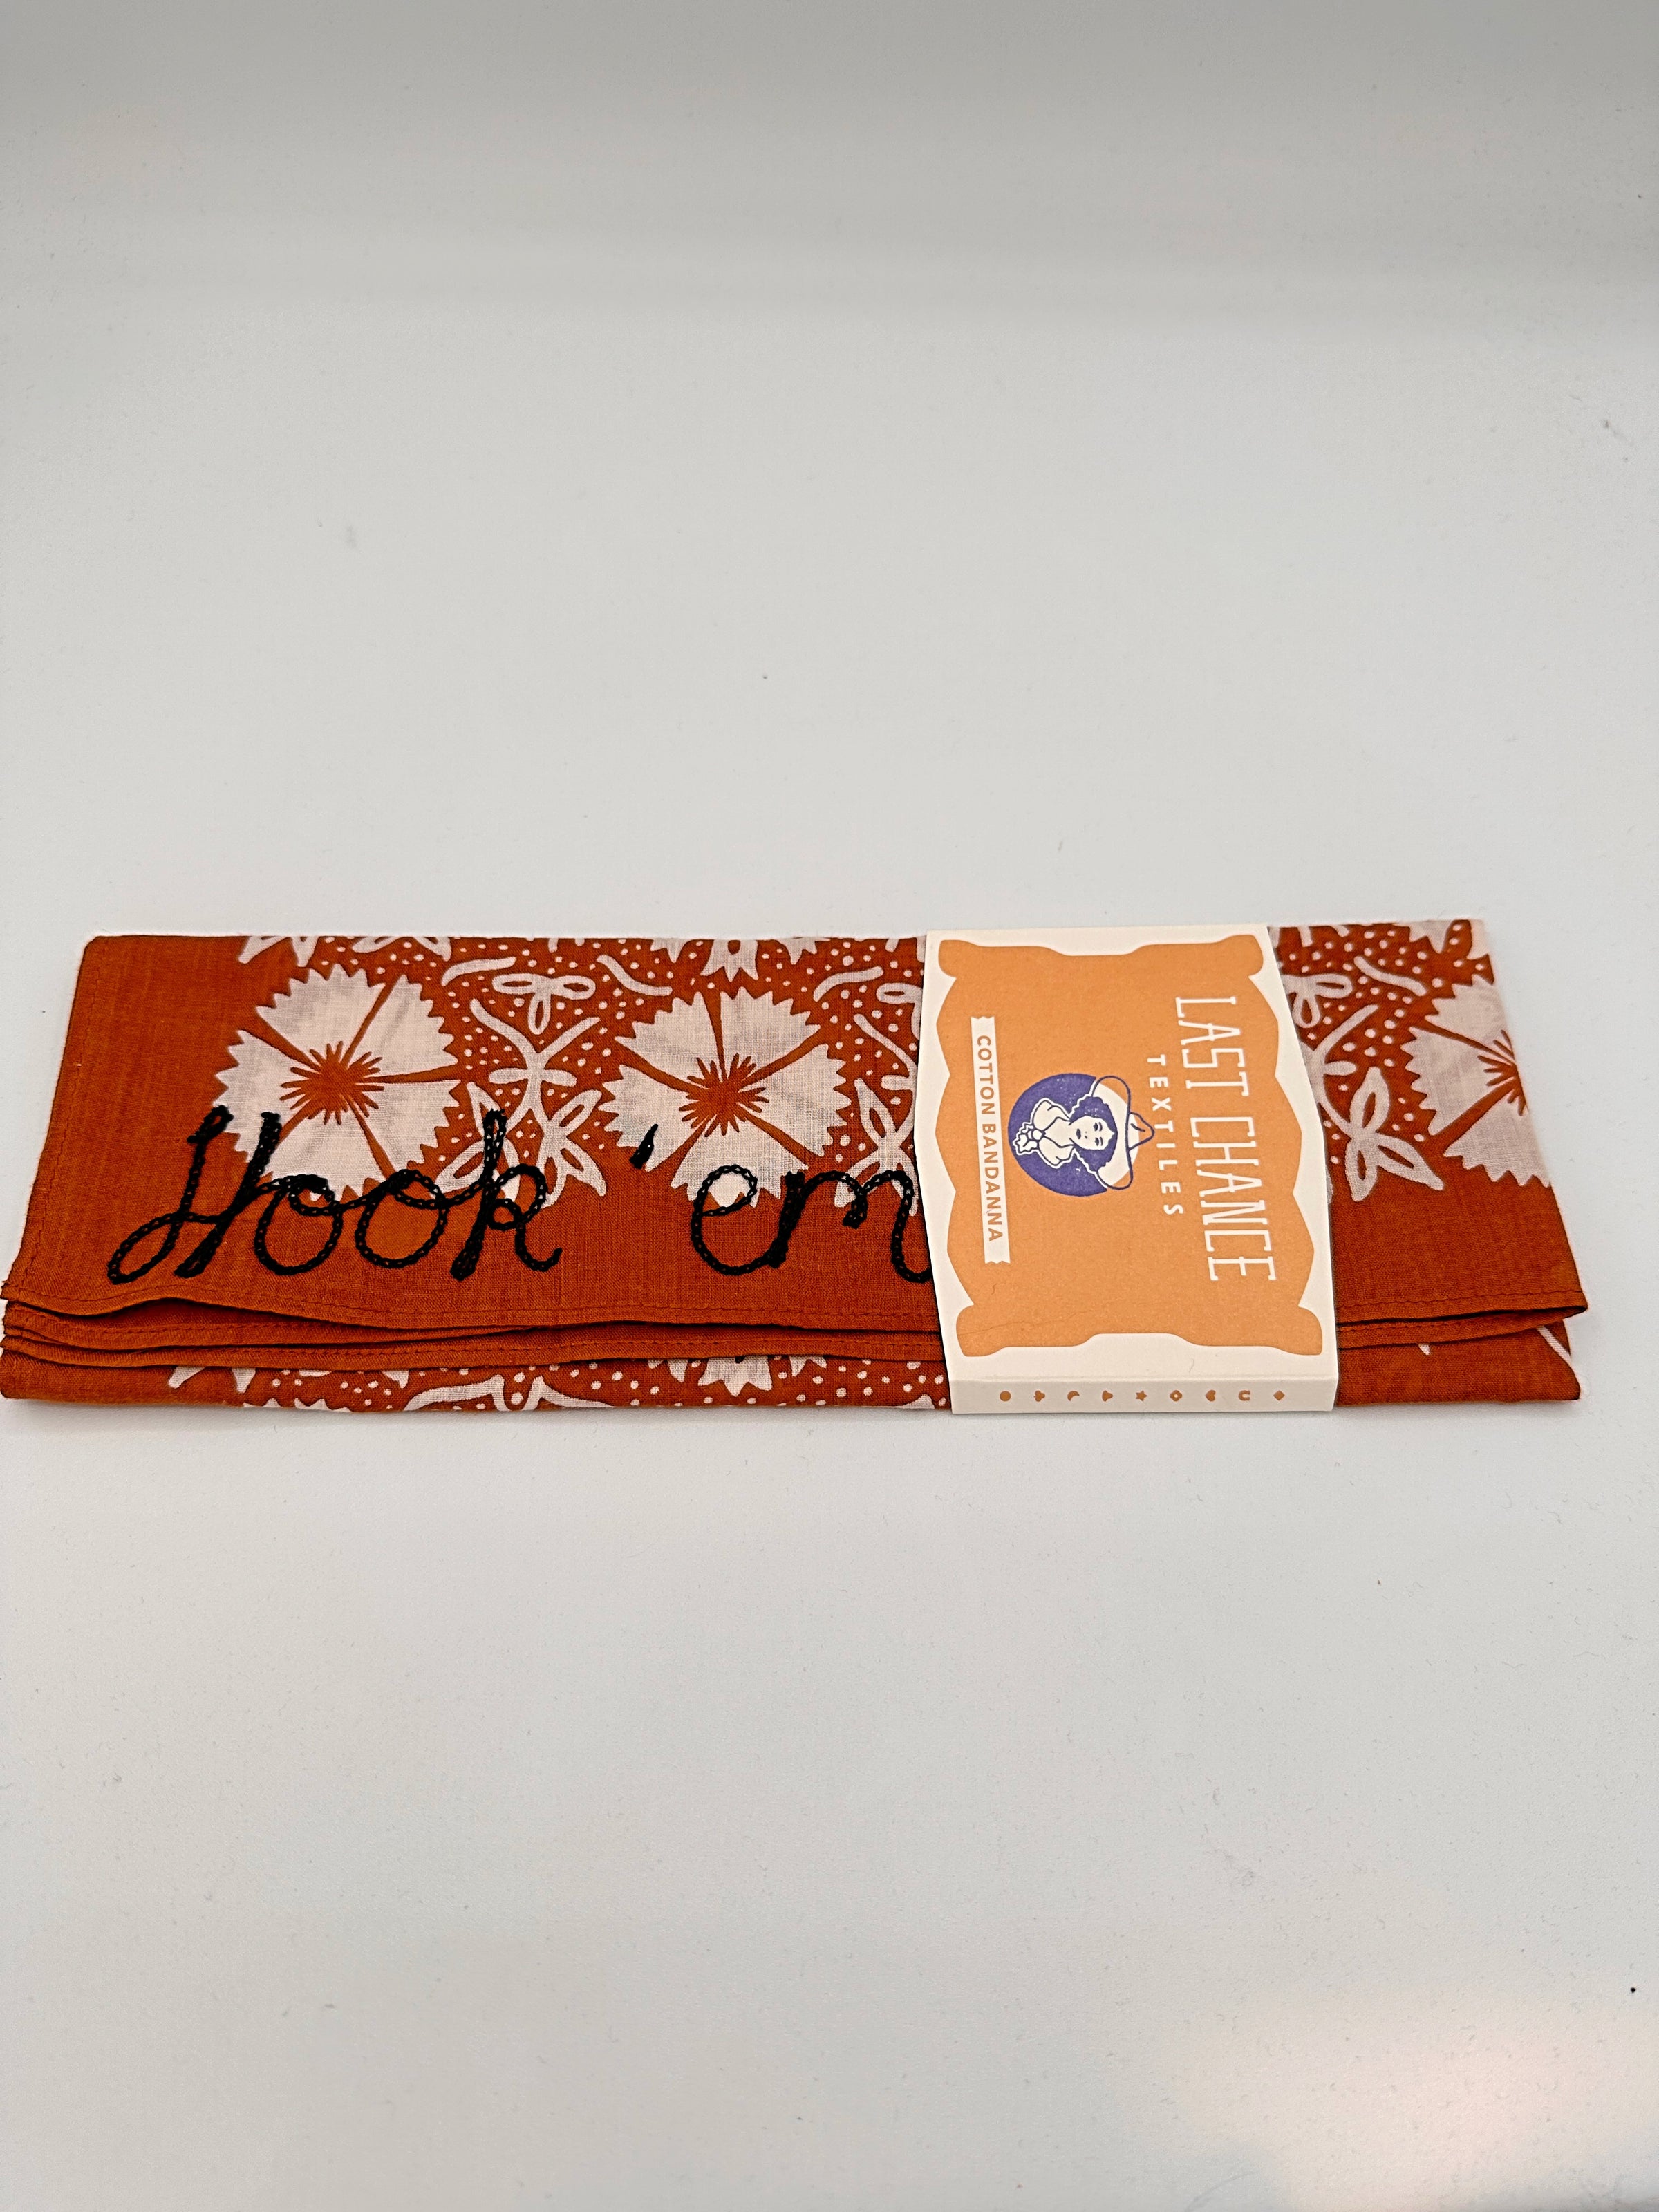 Hook 'em
LAST CHANCE
TEXTILES
COTTON BANDANNA